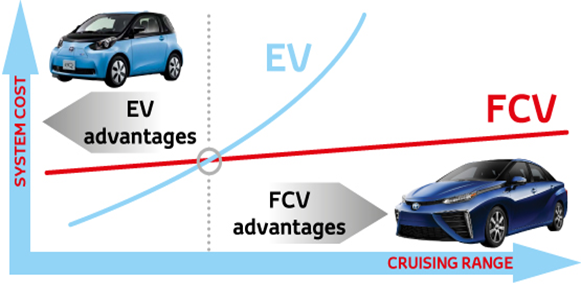 EV
FCV
EV
advantages
SYSTEM COST
FCV
advantages
CRUISING RANGE